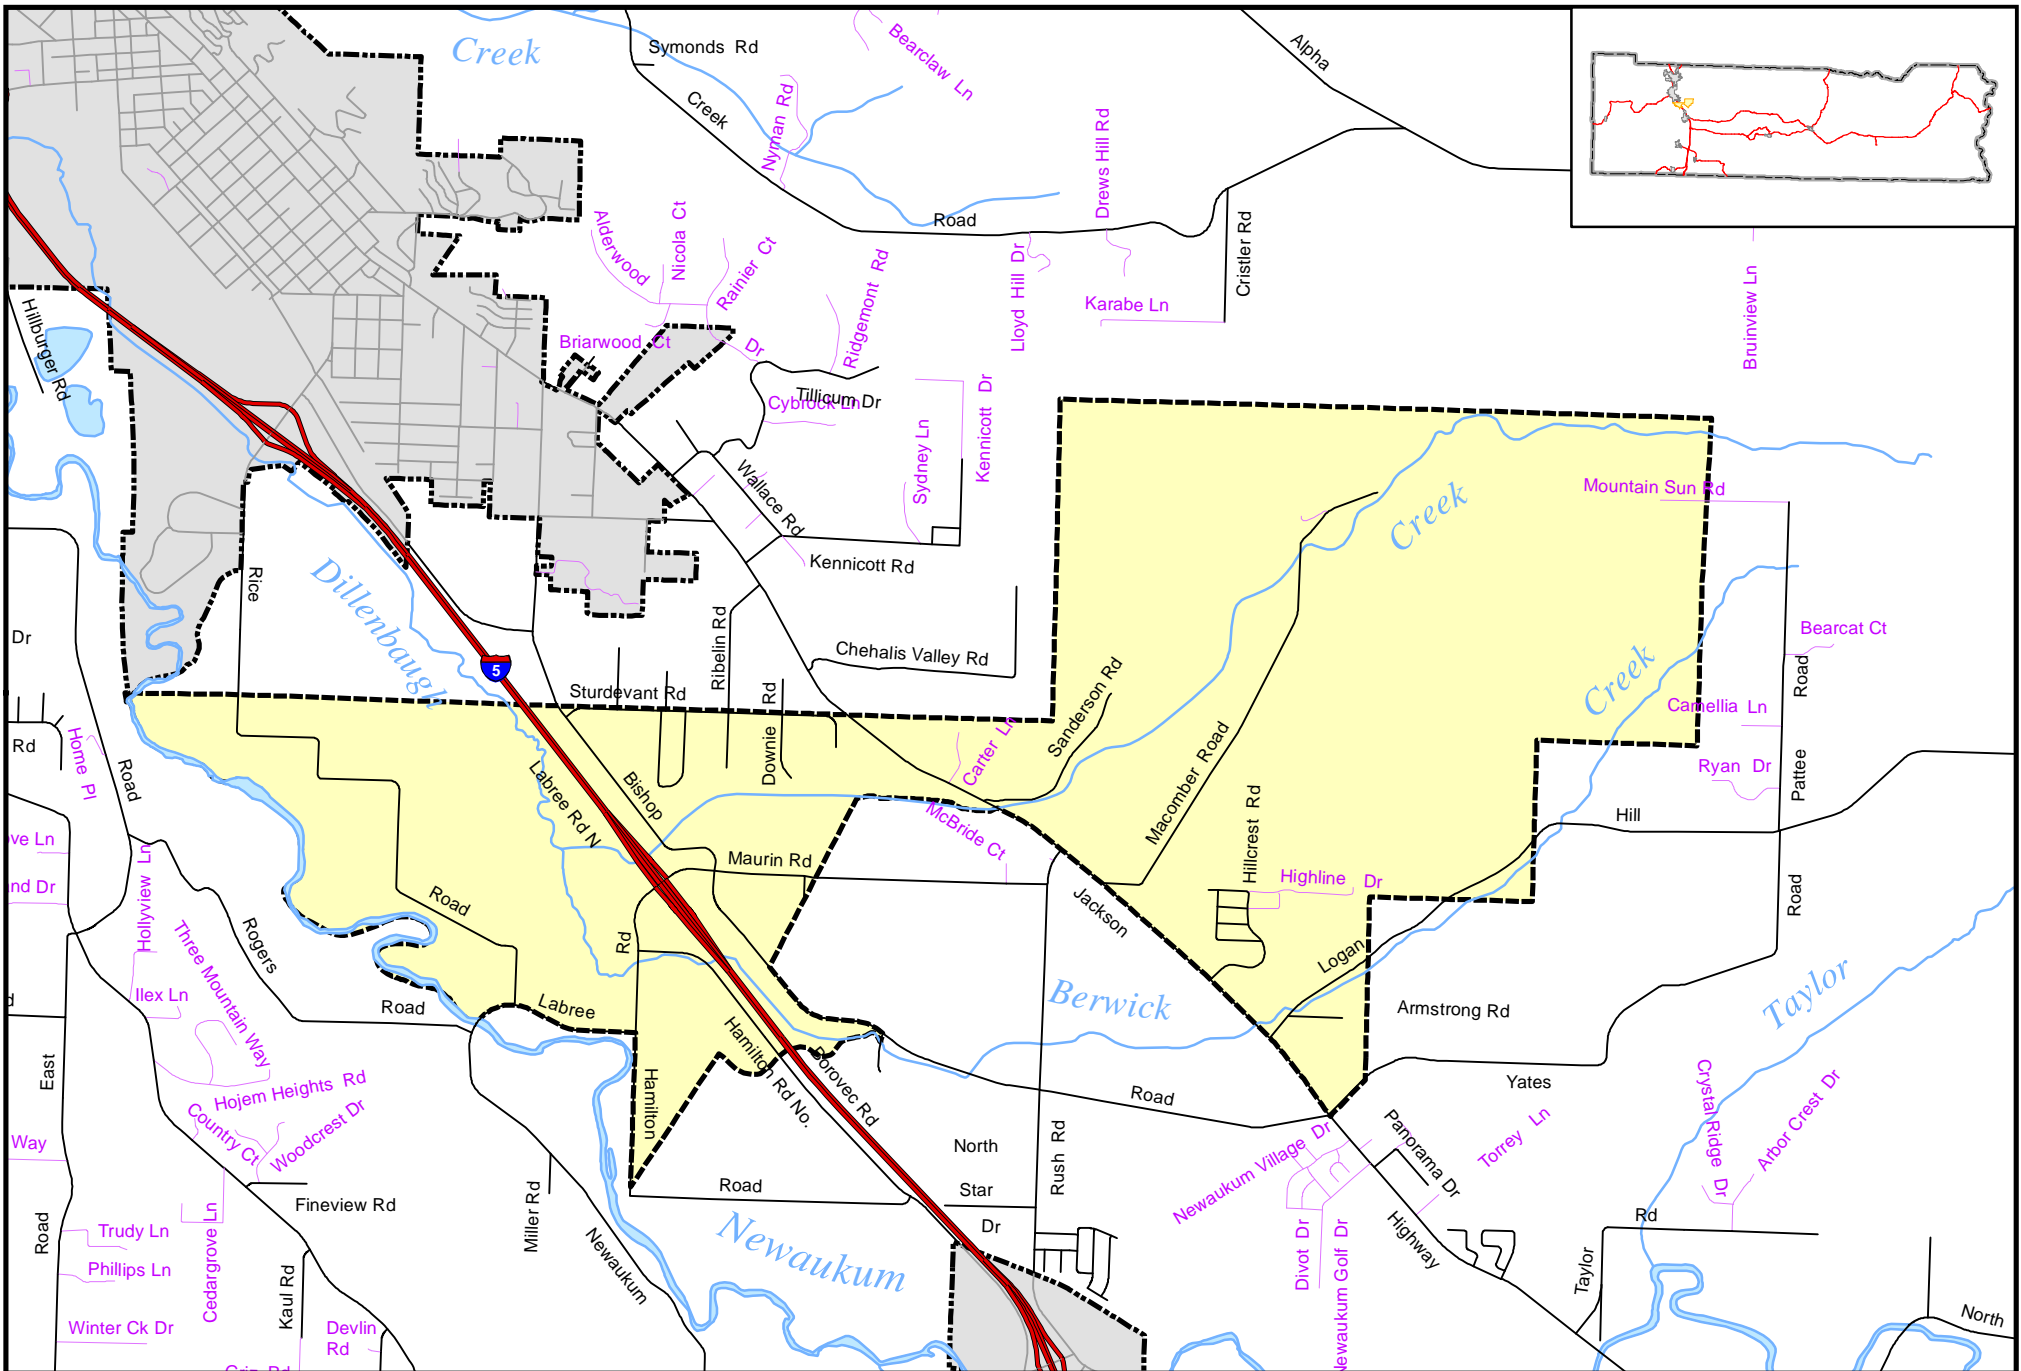 Creek
Symonds Rd
Bearclaw Ln
Alpha
Creek
Nyman Rd
Drews Hill Rd
Road
Cristler Rd
Alderwood
Nicola Ct
Rainier Ct
Ridgemont Rd
Lloyd Hill Dr
Karabe Ln
Bruinview Ln
Hillburger Rd
Briarwood Ct
Dr
Tillicum Dr
Cybrock Ln
Sydney Ln
Kennicott Dr
Wallace Rd
Kennicott Rd
Mountain Sun Rd
Creek
Rice
Dillenbaugh
5
Dr
Ribelin Rd
Chehalis Valley Rd
Sturdevant Rd
Downie Rd
Sanderson Rd
Carter Ln
Creek
Bearcat Ct
Road
Camellia Ln
Ryan Dr
Pattee
Hill
Rd
Home Pl
Road
Labree Rd N
Bishop
Macomber Road
McBride Ct
Maurin Rd
Hillcrest Rd
Highline Dr
Jackson
Logan
Road
ve Ln
nd Dr
Hollyview Ln
Three Mountain Way
Rogers
Road
Rd
Ilex Ln
Road
Labree
d
Berwick
Armstrong Rd
Taylor
East
Hojem Heights Rd
Country Ct
Woodcrest Dr
Hamilton
Hamilton Rd No.
Borovec Rd
Road
Yates
Crystal Ridge Dr
Arbor Crest Dr
Way
North
Star
Dr
Rush Rd
Newaukum Village Dr
Panorama Dr
Torrey Ln
Fineview Rd
Miller Rd
Road
Newaukum
Road
Trudy Ln
Phillips Ln
Cedargrove Ln
Kaul Rd
Newaukum
Divot Dr
Newaukum Golf Dr
Highway
Rd
Taylor
North
Winter Ck Dr
Devlin
Rd